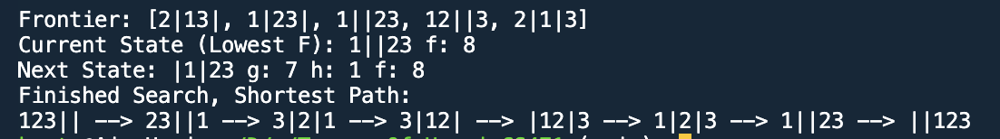 Frontier: [2|13|, 1|23|, 1||23, 12||3, 2|1|3]
Current State (Lowest F): 1||23 f: 8
Next State: |1|23 g: 7 h: 1 f: 8
Finished Search, Shortest Path:
123|| --> 23||1 --> 3|2|1 --> 3|12| --> |12|3 --> 1|2|3 --> 1||23 --> ||123